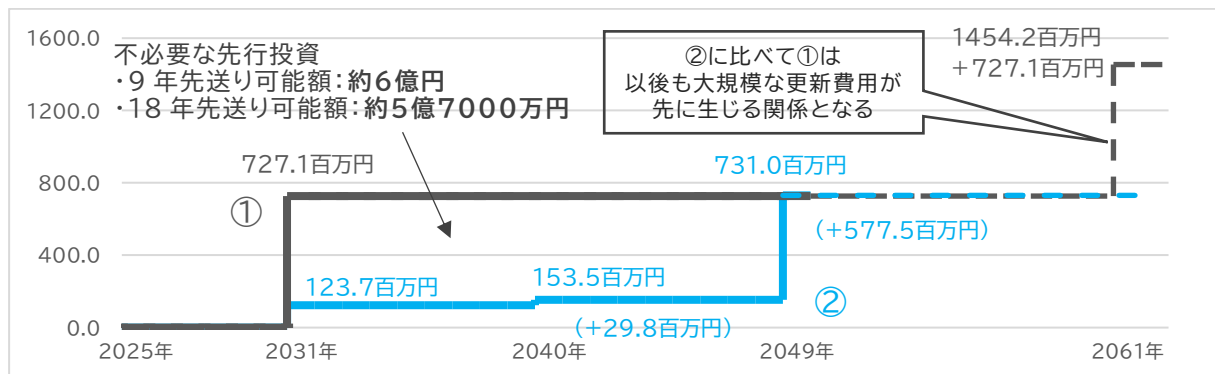 1600.0
1200.0
800.0
400.0
0.0
不必要な先行投資
・9年先送り可能額：約6億円
・18年先送り可能額：約5億7000万円
②に比べて①は
以後も大規模な更新費用が
先に生じる関係となる
1454.2百万円
+727.1百万円
727.1百万円
731.0百万円
①
(+577.5百万円)
123.7百万円
153.5百万円
②
(+29.8百万円)
2025年
2031年
2040年
2049年
2061年